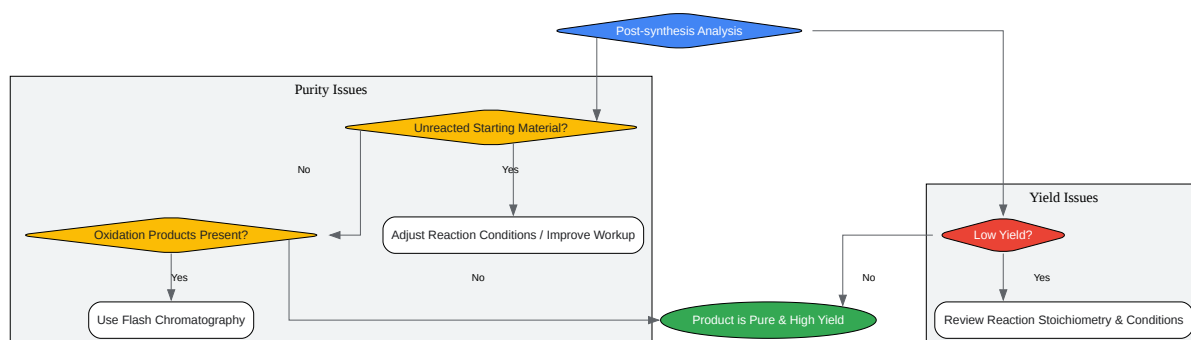 Post-synthesis Analysis
Purity Issues
Unreacted Starting Material?
No
Yes
Yield Issues
Oxidation Products Present?
Adjust Reaction Conditions / Improve Workup
Low Yield?
Yes
No
No
Yes
Use Flash Chromatography
Product is Pure & High Yield
Review Reaction Stoichiometry & Conditions